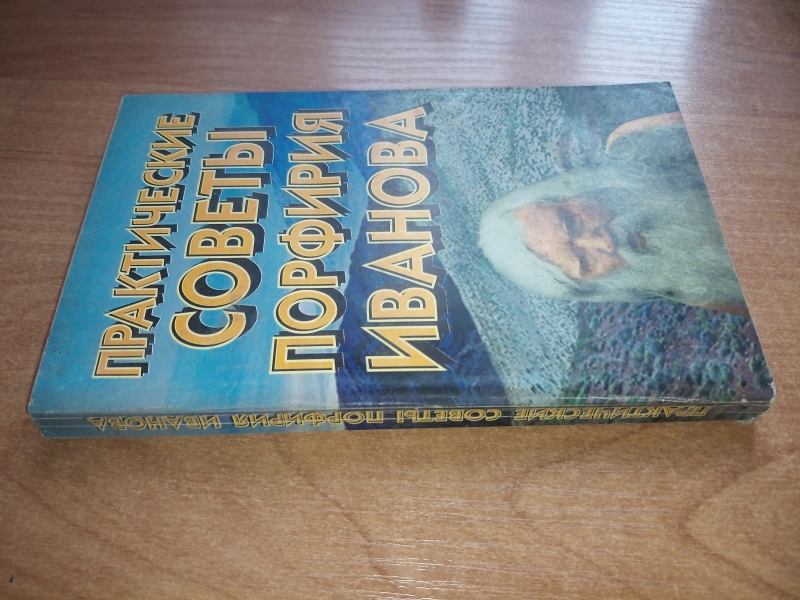 ПРАКТИЧЕСКИЕ
СОВЕТЫ
ПОРФИРИЯ
ИВАНОВА
ПРАКТИЧЕСКИЕ СОВЕТЫ ПОРФИРИЯ ИВАНОВА